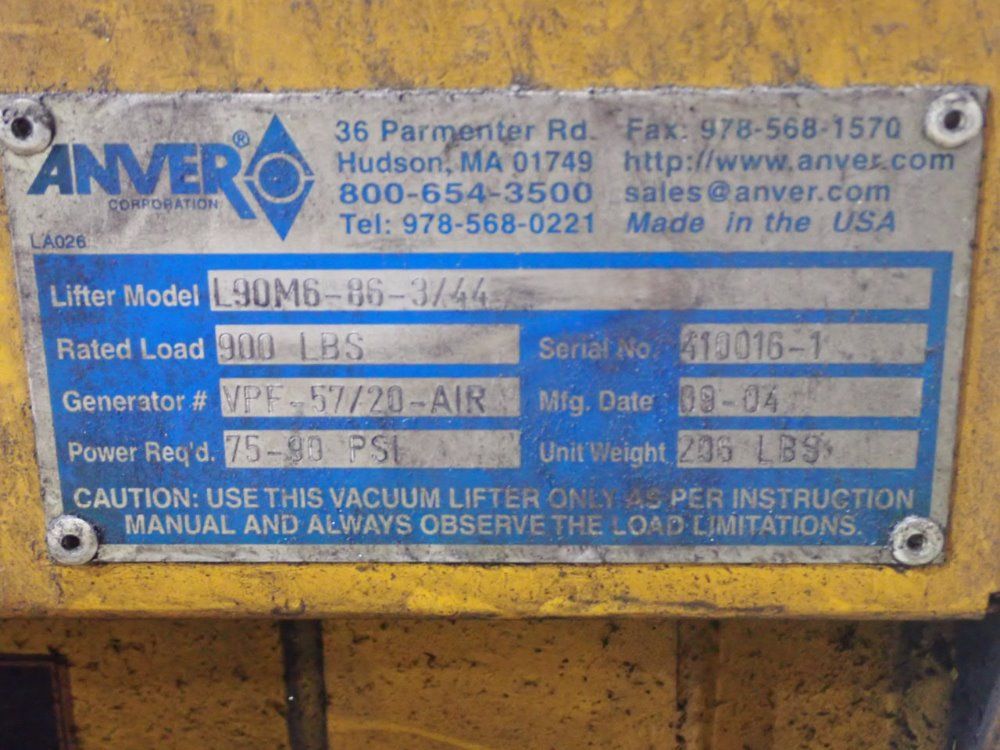 ANVER®
CORPORATION
36 Parmenter Rd.
Hudson, MA 01749
800-654-3500
Tel: 978-568-0221
Fax: 978-568-1570
http://www.anver.com
sales@anver.com
Made in the USA
LA026
Lifter Model L90M6-86-3/44
Rated Load 900 LBS
Serial No. 410016-1
Generator # VPF-57/20-AIR
Mfg. Date 09-04
Power Req'd. 75-90 PSI
Unit Weight 206 LBS
CAUTION: USE THIS VACUUM LIFTER ONLY AS PER INSTRUCTION
MANUAL AND ALWAYS OBSERVE THE LOAD LIMITATIONS.